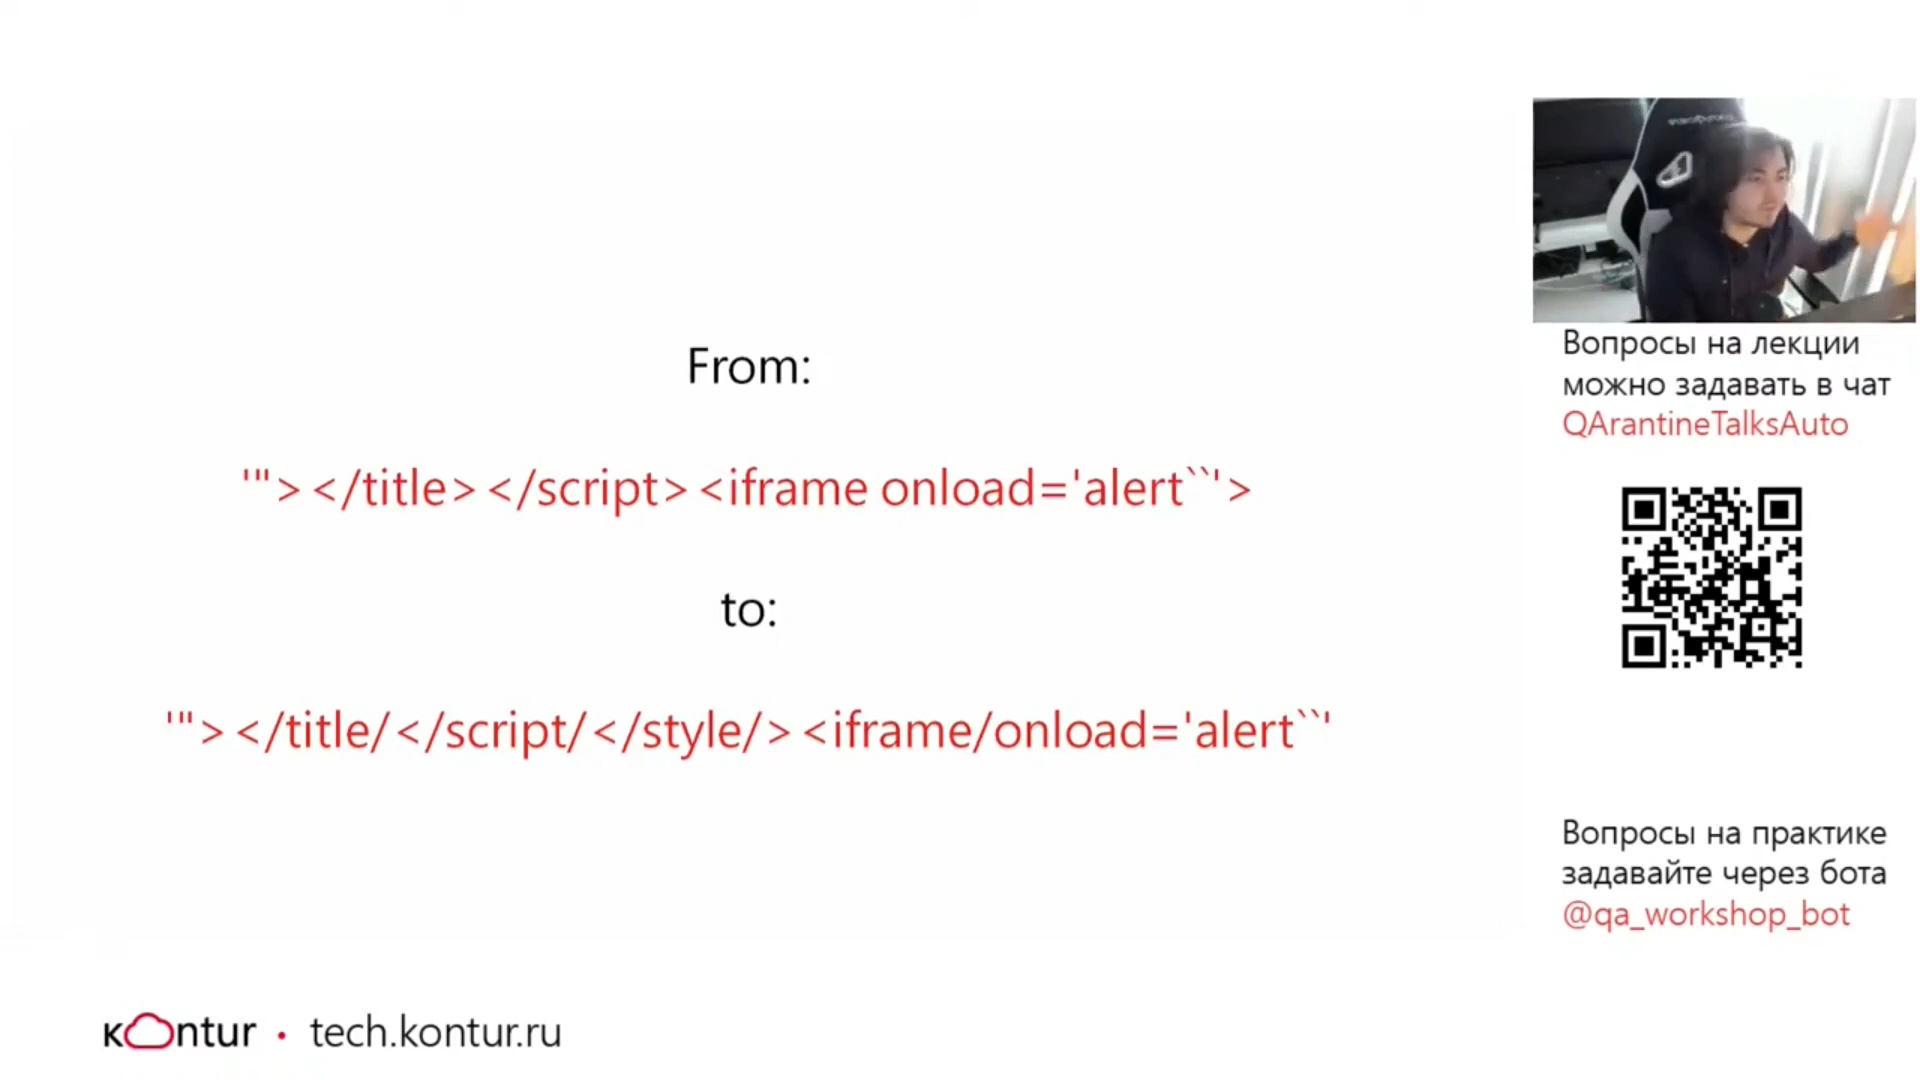 From:
'"></title></script><iframe onload='alert``'>
to:
'"></title/</script/</style/><iframe/onload='alert``'
Вопросы на лекции
можно задавать в чат
QArantineTalksAuto
Вопросы на практике
задавайте через бота
@qa_workshop_bot
кontur · tech.kontur.ru